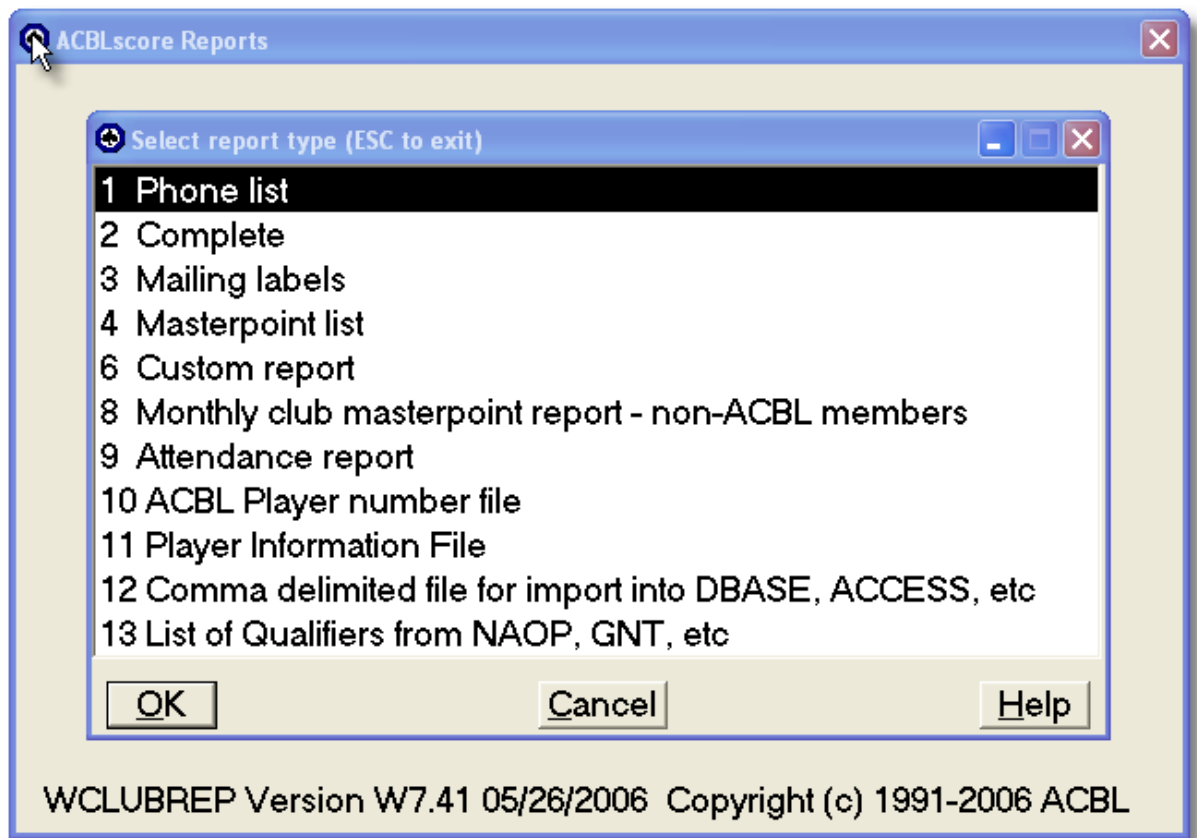 ACBLscore Reports
Select report type (ESC to exit)
1 Phone list
2 Complete
3 Mailing labels
4 Masterpoint list
6 Custom report
8 Monthly club masterpoint report - non-ACBL members
9 Attendance report
10 ACBL Player number file
11 Player Information File
12 Comma delimited file for import into DBASE, ACCESS, etc
13 List of Qualifiers from NAOP, GNT, etc
OK Cancel Help
WCLUBREP Version W7.41 05/26/2006 Copyright (c) 1991-2006 ACBL